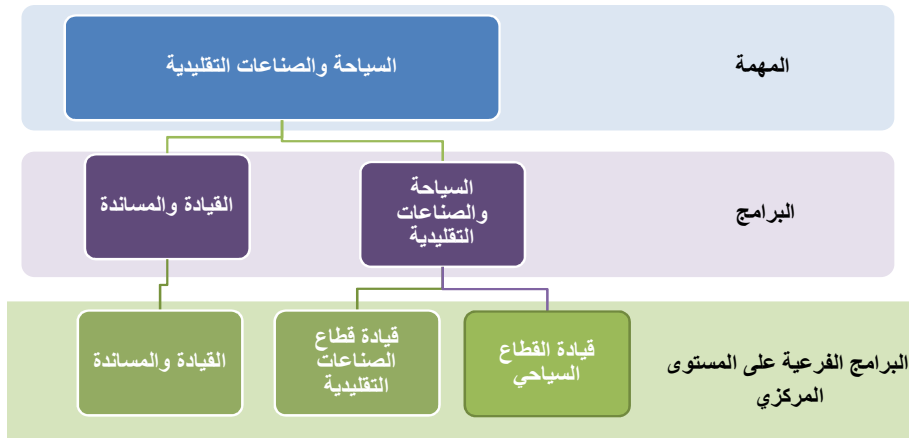 المهمة
السياحة والصناعات التقليدية
البرامج
السياحة
والصناعات
التقليدية
القيادة والمساندة
البرامج الفرعية على المستوى
المركزي
قيادة القطاع
السياحي
قيادة قطاع
الصناعات
التقليدية
القيادة والمساندة